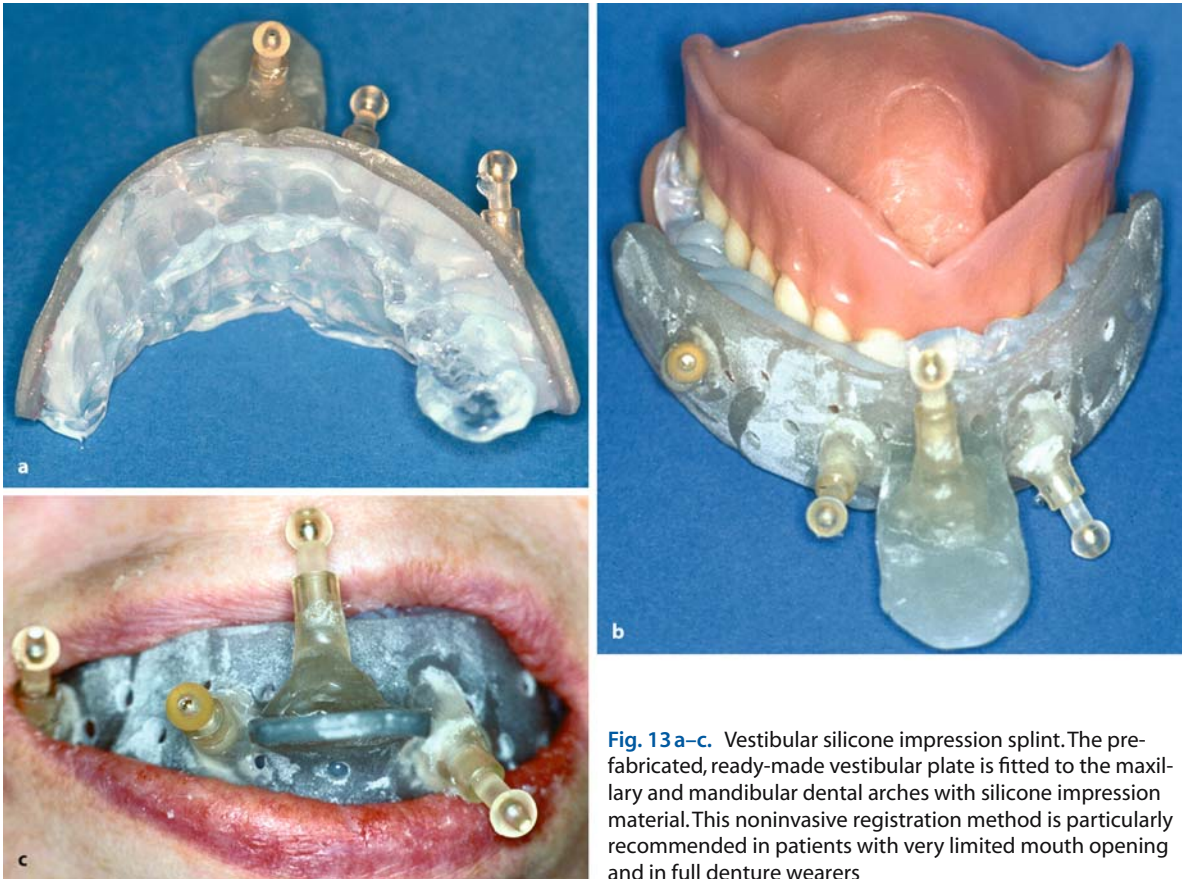 a
b
c
Fig. 13 a–c. Vestibular silicone impression splint. The pre-
fabricated, ready-made vestibular plate is fitted to the maxil-
lary and mandibular dental arches with silicone impression
material. This noninvasive registration method is particularly
recommended in patients with very limited mouth opening
and in full denture wearers